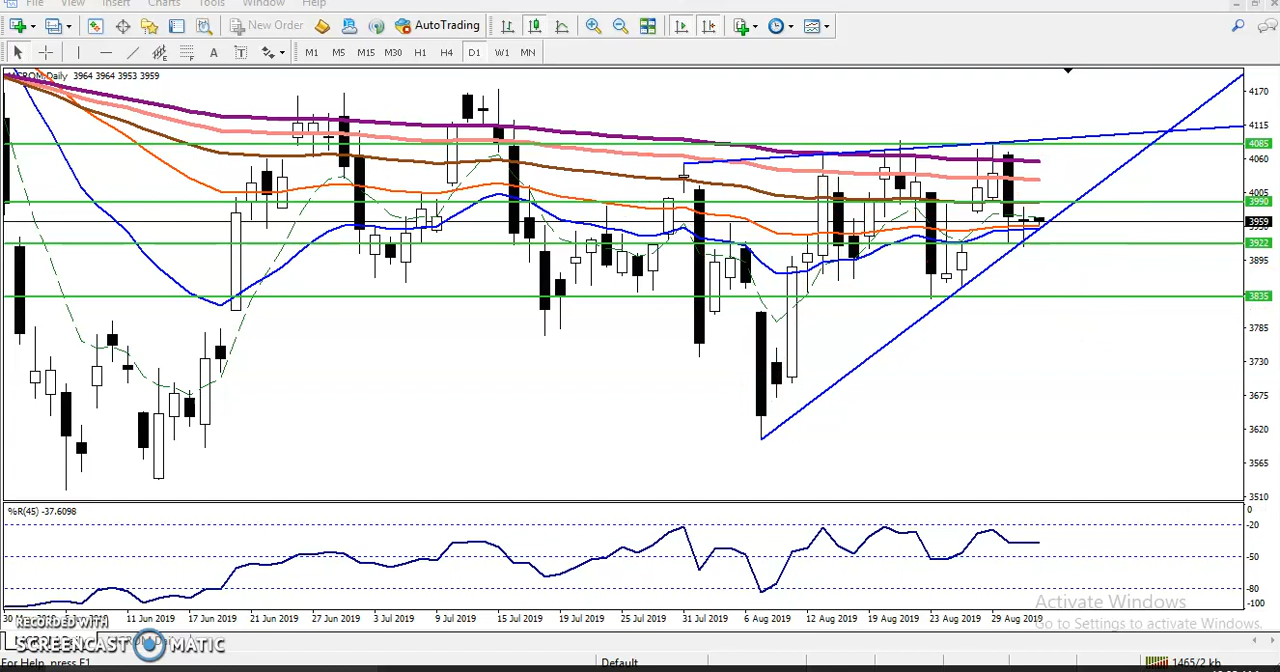 File View Insert Charts Tools Window Help
New Order AutoTrading
A T M1 M5 M15 M30 H1 H4 D1 W1 MN
Daily 3964 3964 3953 3959
4170
4115
4085
4060
4005
3990
3959
3922
3895
3835
3785
3730
3675
3620
3565
3510
%R(45) -37.6098
0
-20
-50
-80
-100
11 Jun 2019 17 Jun 2019 21 Jun 2019 27 Jun 2019 3 Jul 2019 9 Jul 2019 15 Jul 2019 19 Jul 2019 25 Jul 2019 31 Jul 2019 6 Aug 2019 12 Aug 2019 19 Aug 2019 23 Aug 2019 29 Aug 2019
Activate Windows
Go to Settings to activate Windows.
RECORDED WITH
SCREENCAST MATIC
For Help, press F1 Default 1465/2 kb